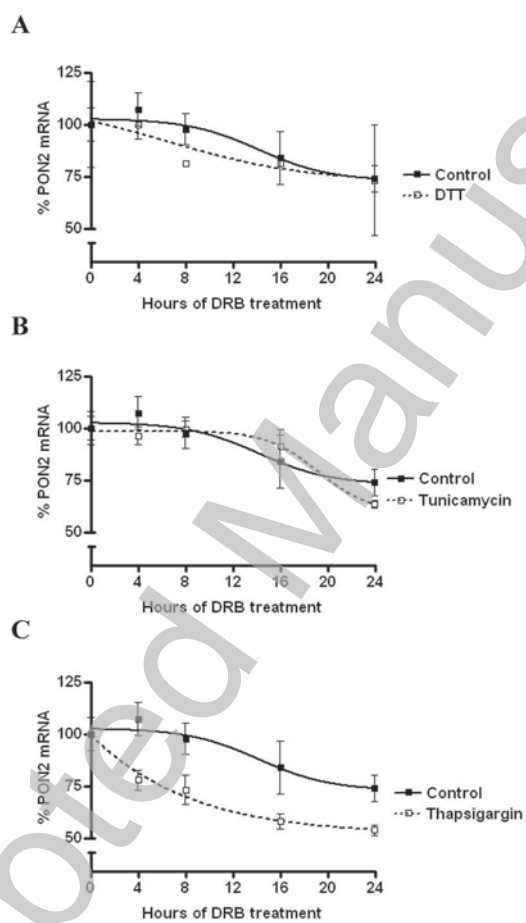 A
% PON2 mRNA
125
100
75
50
0 4 8 12 16 20 24
Hours of DRB treatment
Control
DTT
B
% PON2 mRNA
125
100
75
50
0 4 8 12 16 20 24
Hours of DRB treatment
Control
Tunicamycin
C
% PON2 mRNA
125
100
75
50
0 4 8 12 16 20 24
Hours of DRB treatment
Control
Thapsigargin
oted Manus